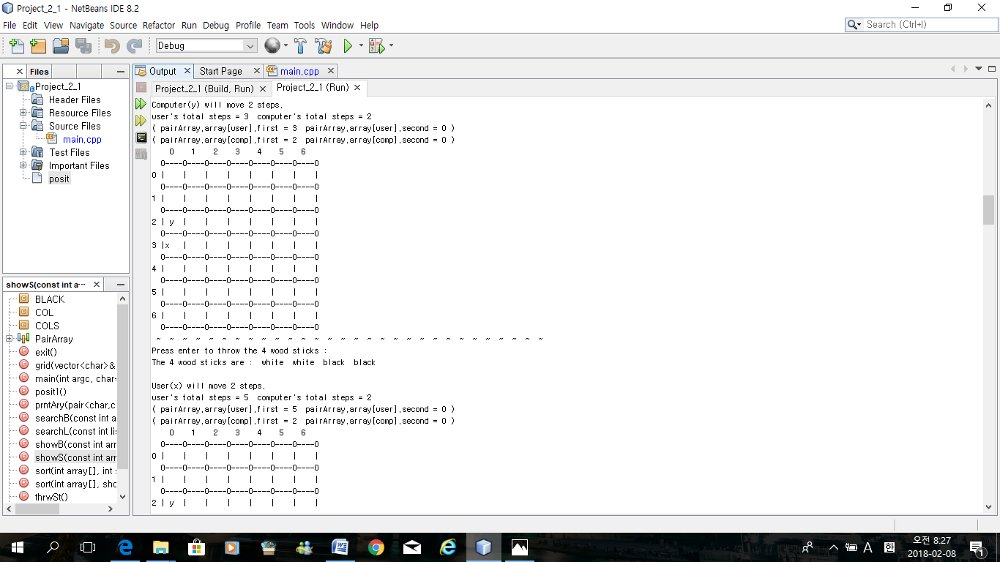 Project_2_1 - NetBeans IDE 8.2
File Edit View Navigate Source Refactor Run Debug Profile Team Tools Window Help
Search (Ctrl+I)
Debug
Files
Project_2_1
Header Files
Resource Files
Source Files
main.cpp
Test Files
Important Files
posit
showS(const int a...
BLACK
COL
COLS
PairArray
exit()
grid(vector<char>&
main(int argc, char
posit1()
prntAry(pair<char,c
searchB(const int a
searchL(const int li
showB(const int arr
showS(const int arr
sort(int array[], int s
sort(int array[], sho
thrwSt()
Output Start Page main.cpp
Project_2_1 (Build, Run) Project_2_1 (Run)
Computer(y) will move 2 steps.
user's total steps = 3  computer's total steps = 2
( pairArray.array[user].first = 3  pairArray.array[user].second = 0 )
( pairArray.array[comp].first = 2  pairArray.array[comp].second = 0 )
    0    1    2    3    4    5    6
  0----0----0----0----0----0----0----0
0 |    |    |    |    |    |    |    |
  0----0----0----0----0----0----0----0
1 |    |    |    |    |    |    |    |
  0----0----0----0----0----0----0----0
2 | y  |    |    |    |    |    |    |
  0----0----0----0----0----0----0----0
3 |x   |    |    |    |    |    |    |
  0----0----0----0----0----0----0----0
4 |    |    |    |    |    |    |    |
  0----0----0----0----0----0----0----0
5 |    |    |    |    |    |    |    |
  0----0----0----0----0----0----0----0
6 |    |    |    |    |    |    |    |
  0----0----0----0----0----0----0----0
~ ~ ~ ~ ~ ~ ~ ~ ~ ~ ~ ~ ~ ~ ~ ~ ~ ~ ~ ~ ~ ~ ~ ~ ~ ~ ~ ~ ~ ~
Press enter to throw the 4 wood sticks :
The 4 wood sticks are :  white  white  black  black
User(x) will move 2 steps.
user's total steps = 5  computer's total steps = 2
( pairArray.array[user].first = 5  pairArray.array[user].second = 0 )
( pairArray.array[comp].first = 2  pairArray.array[comp].second = 0 )
    0    1    2    3    4    5    6
  0----0----0----0----0----0----0----0
0 |    |    |    |    |    |    |    |
  0----0----0----0----0----0----0----0
1 |    |    |    |    |    |    |    |
  0----0----0----0----0----0----0----0
2 | y  |    |    |    |    |    |    |
A 한 오전 8:27
2018-02-08
1